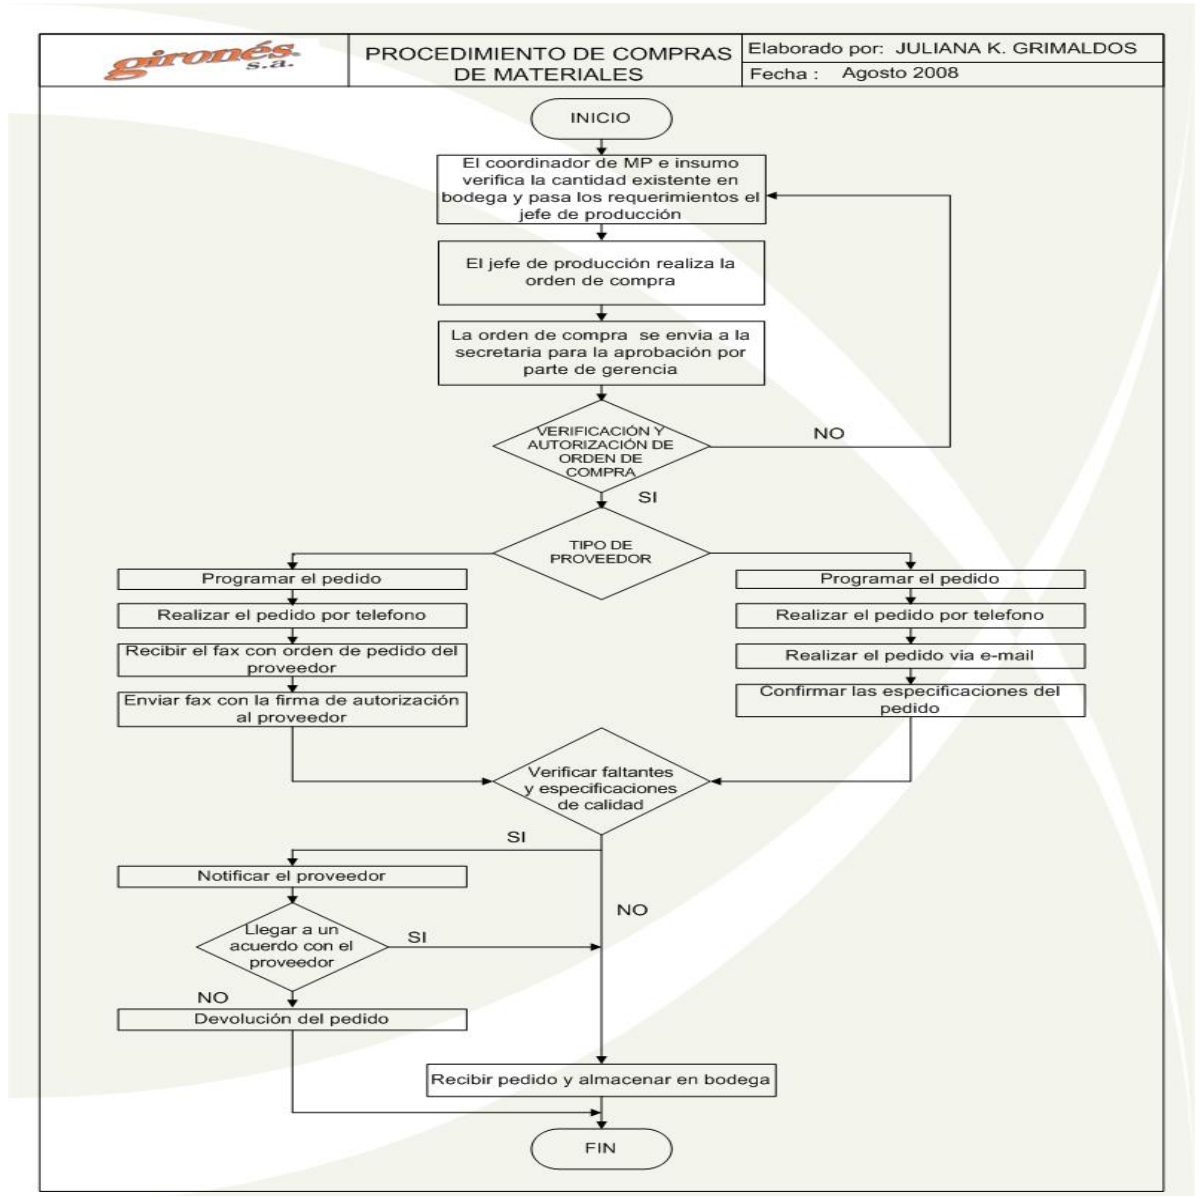 gironés
s.a.
PROCEDIMIENTO DE COMPRAS
DE MATERIALES
Elaborado por: JULIANA K. GRIMALDOS
Fecha : Agosto 2008
INICIO
El coordinador de MP e insumo
verifica la cantidad existente en
bodega y pasa los requerimientos el
jefe de producción
El jefe de producción realiza la
orden de compra
La orden de compra se envia a la
secretaria para la aprobación por
parte de gerencia
VERIFICACIÓN Y
AUTORIZACIÓN DE
ORDEN DE
COMPRA
NO
SI
TIPO DE
PROVEEDOR
Programar el pedido
Realizar el pedido por telefono
Recibir el fax con orden de pedido del
proveedor
Enviar fax con la firma de autorización
al proveedor
Programar el pedido
Realizar el pedido por telefono
Realizar el pedido via e-mail
Confirmar las especificaciones del
pedido
Verificar faltantes
y especificaciones
de calidad
SI
Notificar el proveedor
NO
Llegar a un
acuerdo con el
proveedor
SI
NO
Devolución del pedido
Recibir pedido y almacenar en bodega
FIN